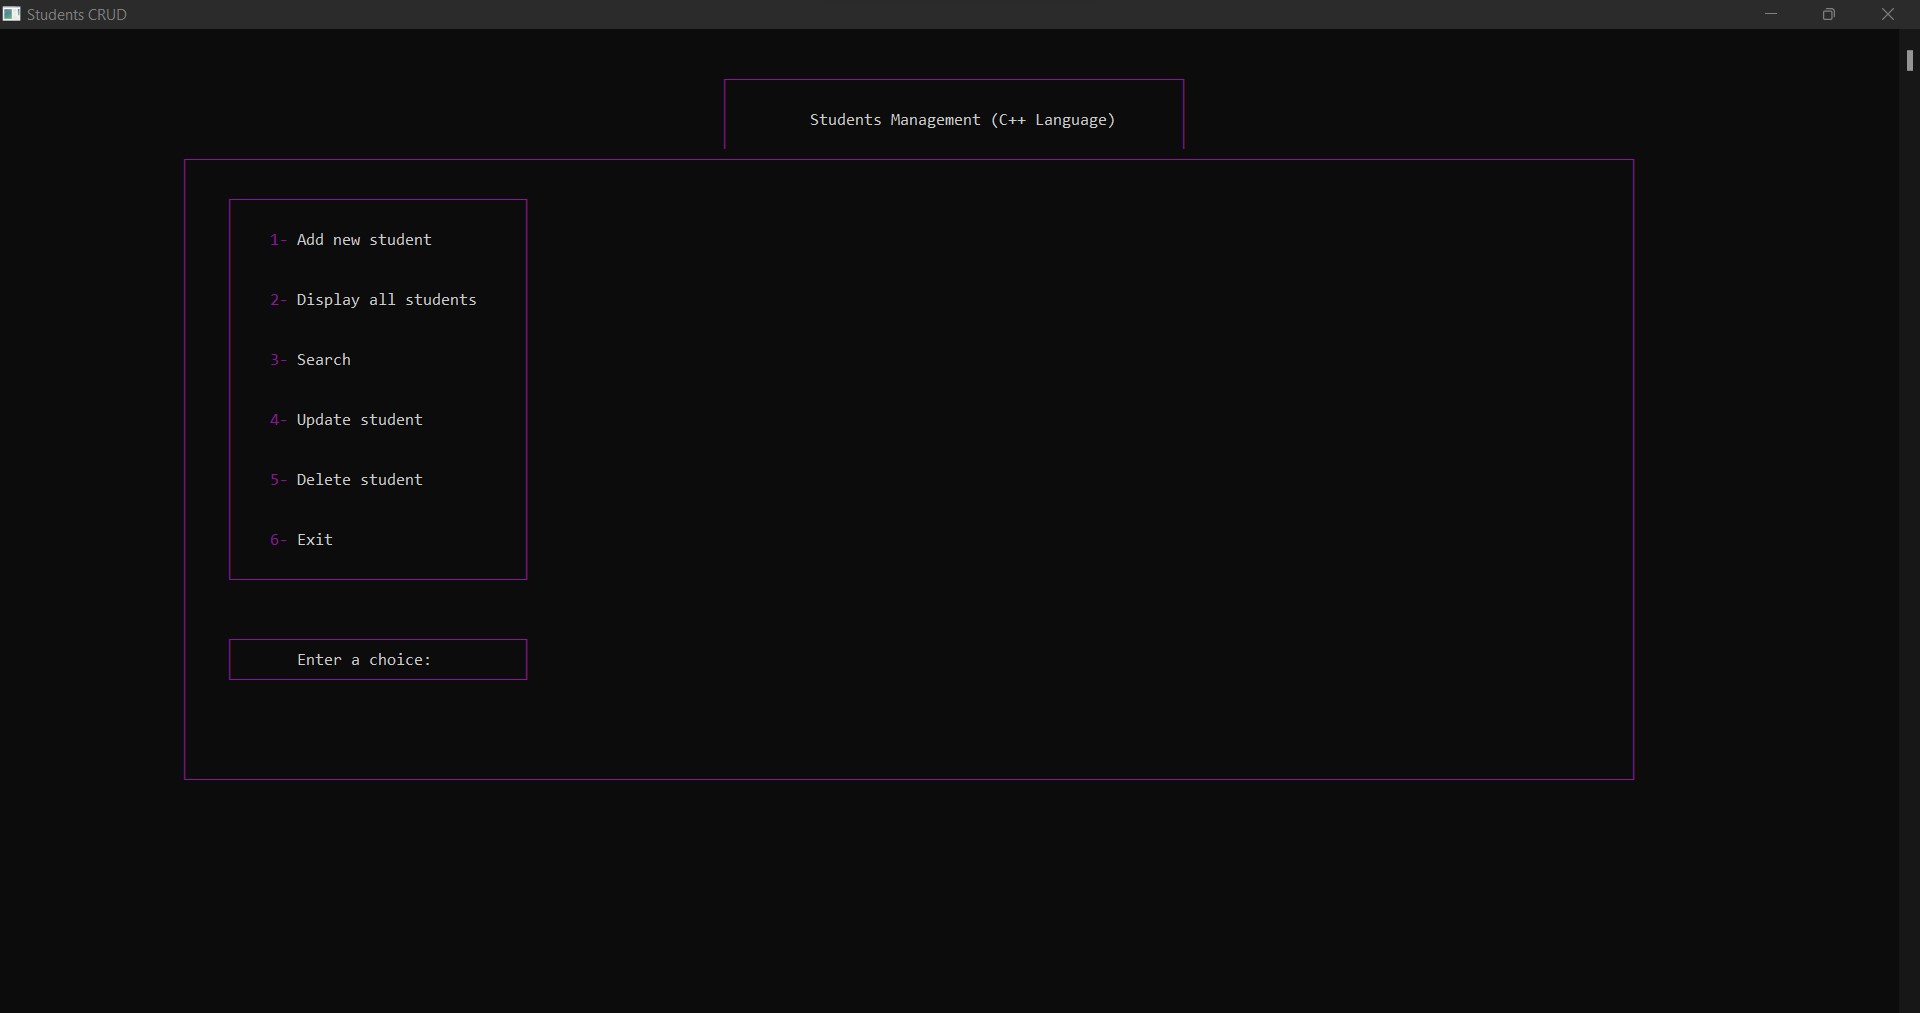 Students CRUD
Students Management (C++ Language)
1- Add new student
2- Display all students
3- Search
4- Update student
5- Delete student
6- Exit
Enter a choice: